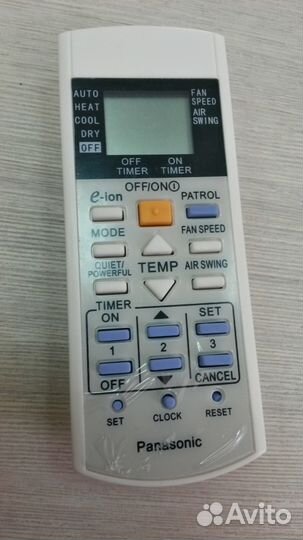 AUTO
HEAT
COOL
DRY
OFF
FAN
SPEED
AIR
SWING
OFF
TIMER
ON
TIMER
OFF/ON
e-ion
PATROL
MODE
FAN SPEED
QUIET/
POWERFUL
TEMP
AIR SWING
TIMER
ON
SET
1
2
3
OFF
CANCEL
SET
CLOCK
RESET
Panasonic
Avito